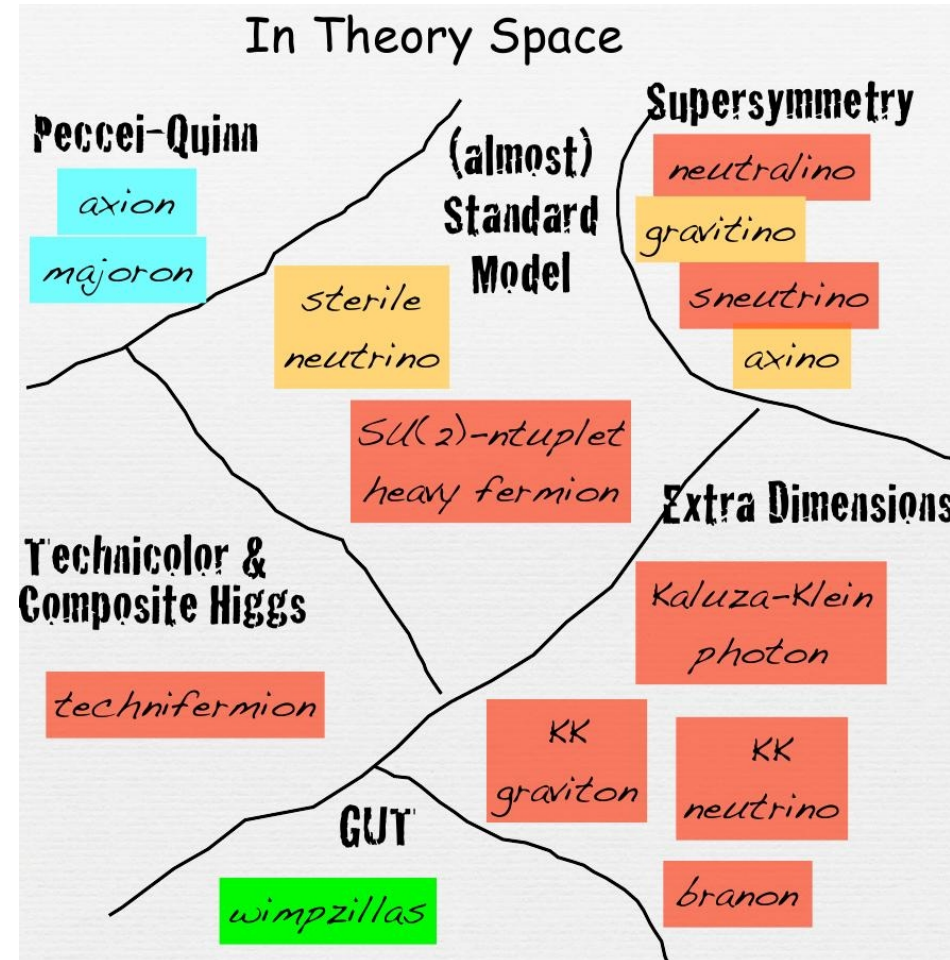 In Theory Space
Peccei-Quinn
axion
majoron
(almost)
Standard
Model
sterile
neutrino
SU(2)-ntuplet
heavy fermion
Supersymmetry
neutralino
gravitino
sneutrino
axino
Technicolor &
Composite Higgs
technifermion
Extra Dimensions
Kaluza-Klein
photon
KK
graviton
KK
neutrino
branon
GUT
wimpzillas